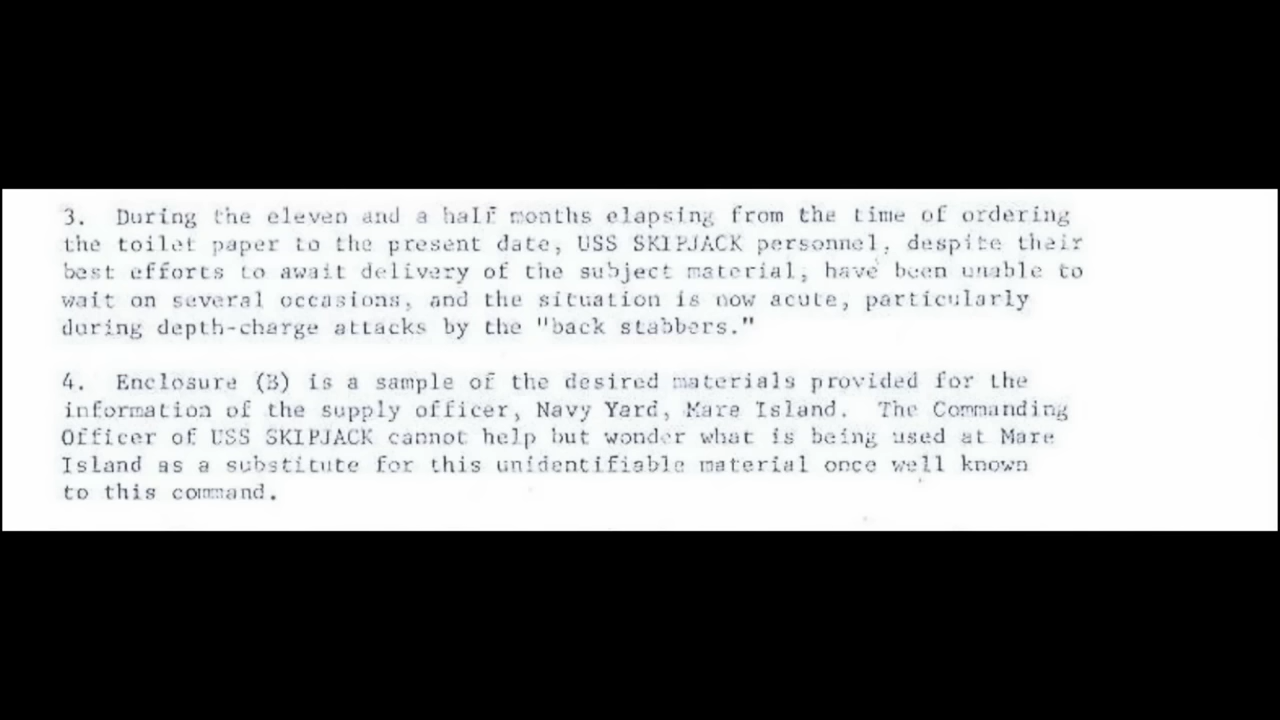 3.  During the eleven and a half months elapsing from the time of ordering
the toilet paper to the present date, USS SKIPJACK personnel, despite their
best efforts to await delivery of the subject material, have been unable to
wait on several occasions, and the situation is now acute, particularly
during depth-charge attacks by the "back stabbers."
4.  Enclosure (B) is a sample of the desired materials provided for the
information of the supply officer, Navy Yard, Mare Island.  The Commanding
Officer of USS SKIPJACK cannot help but wonder what is being used at Mare
Island as a substitute for this unidentifiable material once well known
to this command.